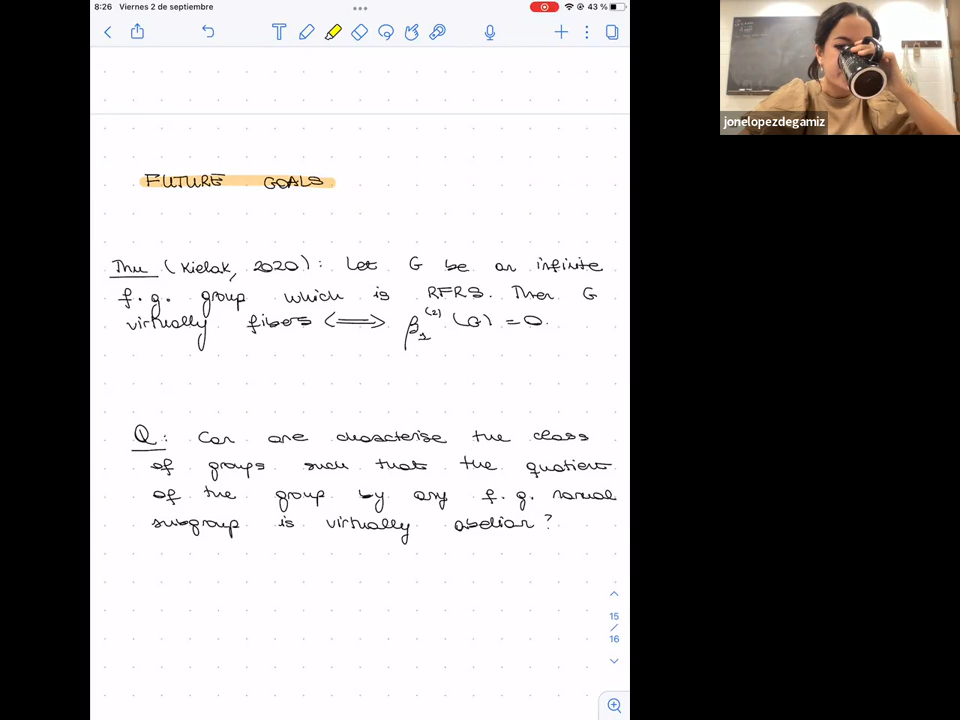 8:26 Viernes 2 de septiembre
43 %
jonelopezdegamiz
FUTURE GOALS
Thm (Kielak, 2020): Let G be an infinite
f.g. group which is RFRS. Then G
virtually fibers <=> β₁⁽²⁾(G) = 0.
Q: Can one characterise the class
of groups such that the quotient
of the group by any f.g. normal
subgroup is virtually abelian?
15
/
16